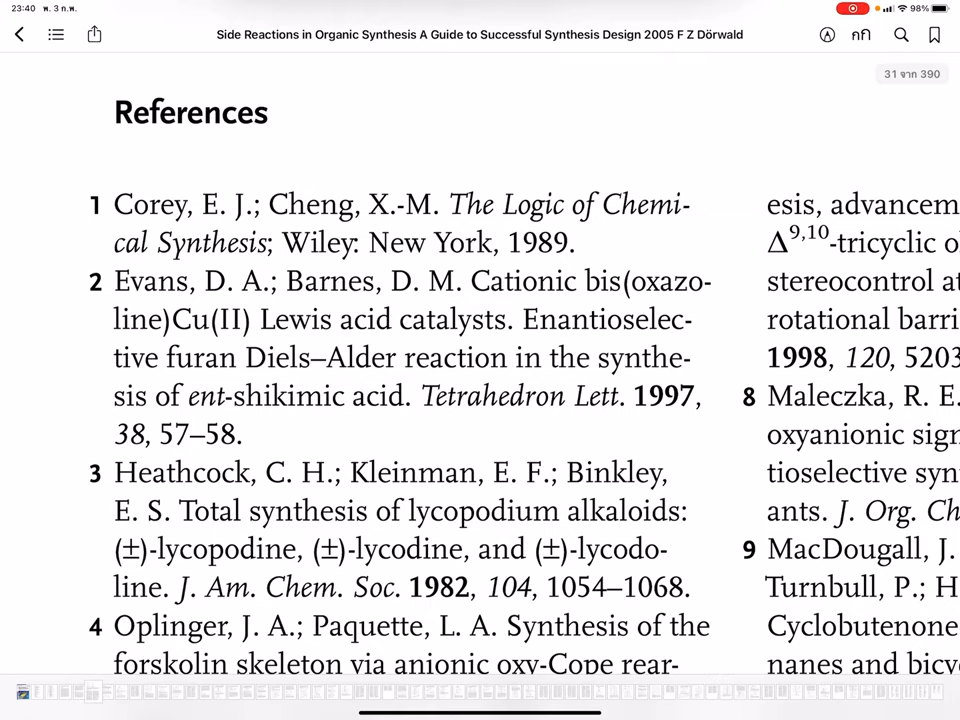 23:40 พ. 3 ก.พ.
98%
Side Reactions in Organic Synthesis A Guide to Successful Synthesis Design 2005 F Z Dörwald
กก
31 จาก 390
References
1 Corey, E. J.; Cheng, X.-M. The Logic of Chemi-
cal Synthesis; Wiley: New York, 1989.
2 Evans, D. A.; Barnes, D. M. Cationic bis(oxazo-
line)Cu(II) Lewis acid catalysts. Enantioselec-
tive furan Diels–Alder reaction in the synthe-
sis of ent-shikimic acid. Tetrahedron Lett. 1997,
38, 57–58.
3 Heathcock, C. H.; Kleinman, E. F.; Binkley,
E. S. Total synthesis of lycopodium alkaloids:
(±)-lycopodine, (±)-lycodine, and (±)-lycodo-
line. J. Am. Chem. Soc. 1982, 104, 1054–1068.
4 Oplinger, J. A.; Paquette, L. A. Synthesis of the
forskolin skeleton via anionic oxy-Cope rear-
esis, advancem
Δ9,10-tricyclic o
stereocontrol at
rotational barri
1998, 120, 5203
8 Maleczka, R. E.
oxyanionic sign
tioselective syn
ants. J. Org. Ch
9 MacDougall, J.
Turnbull, P.; H
Cyclobutenone
nanes and bicy